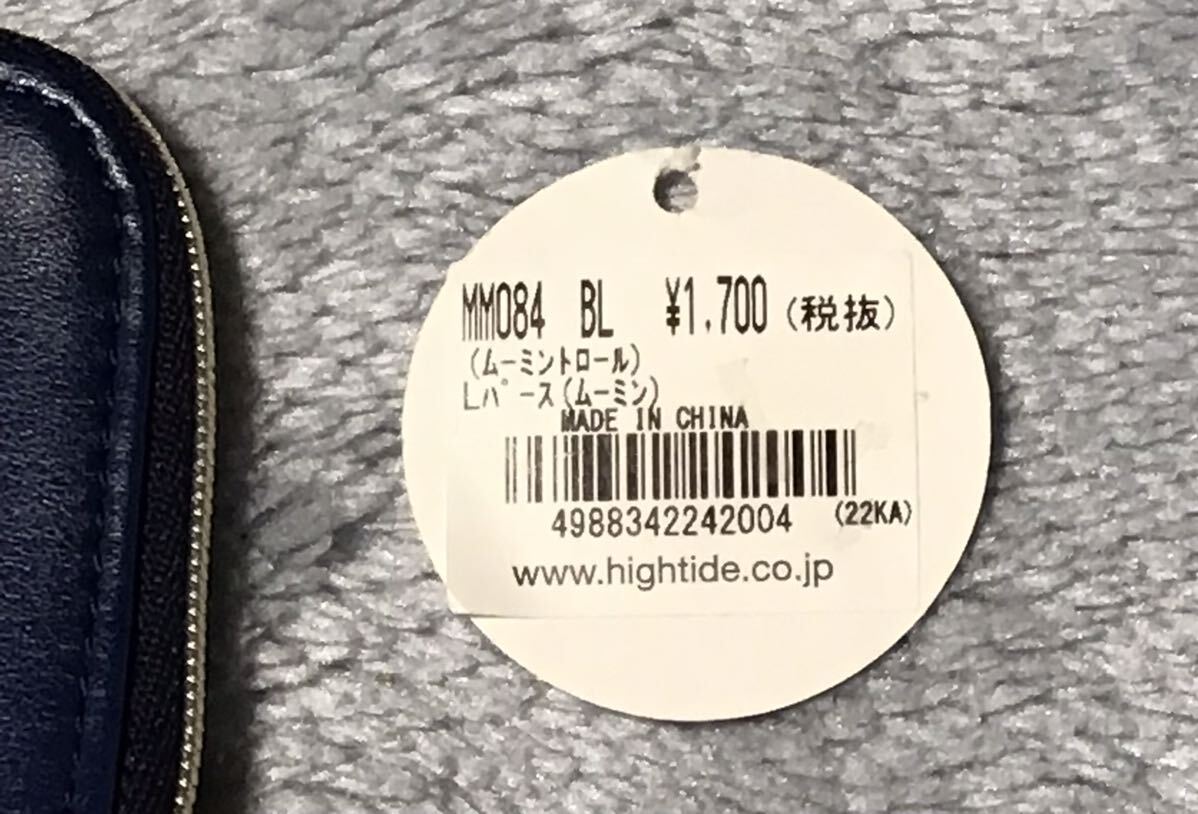 MM084 BL ¥1,700(税抜)
(ムーミントロール)
Lパース(ムーミン)
MADE IN CHINA
4988342242004 (22KA)
www.hightide.co.jp